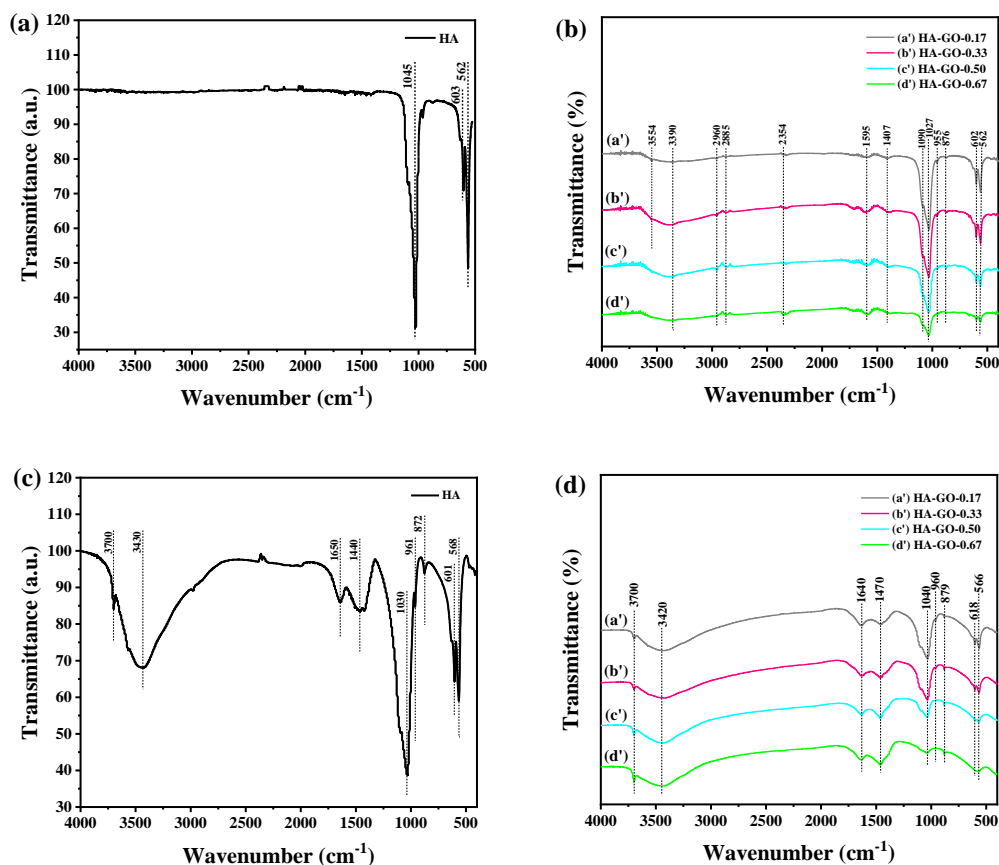 (a)
HA
1045
603
562
120
110
100
90
80
70
60
50
40
30
Transmittance (a.u.)
4000 3500 3000 2500 2000 1500 1000 500
Wavenumber (cm⁻¹)
(b)
(a') HA-GO-0.17
(b') HA-GO-0.33
(c') HA-GO-0.50
(d') HA-GO-0.67
3554
3390
2960
2885
2354
1595
1407
1090
1027
955
876
602
562
(a')
(b')
(c')
(d')
Transmittance (%)
4000 3500 3000 2500 2000 1500 1000 500
Wavenumber (cm⁻¹)
(c)
HA
3700
3430
1650
1440
1030
961
872
601
568
120
110
100
90
80
70
60
50
40
30
Transmittance (a.u.)
4000 3500 3000 2500 2000 1500 1000 500
Wavenumber (cm⁻¹)
(d)
(a') HA-GO-0.17
(b') HA-GO-0.33
(c') HA-GO-0.50
(d') HA-GO-0.67
3700
3420
1640
1470
1040
960
879
618
566
(a')
(b')
(c')
(d')
Transmittance (%)
4000 3500 3000 2500 2000 1500 1000 500
Wavenumber (cm⁻¹)